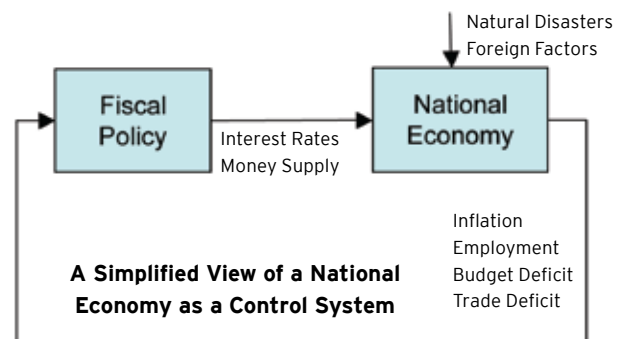 Natural Disasters
Foreign Factors
Fiscal
Policy
National
Economy
Interest Rates
Money Supply
Inflation
Employment
Budget Deficit
Trade Deficit
A Simplified View of a National
Economy as a Control System